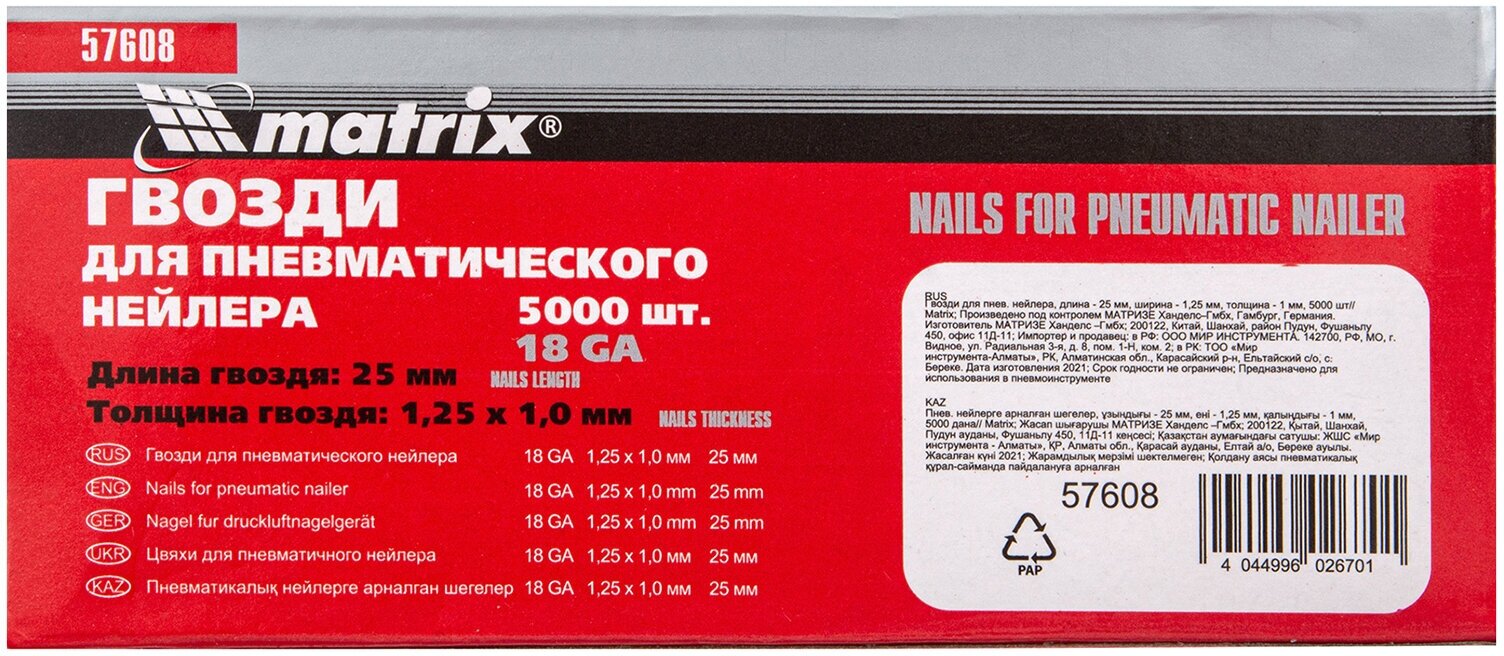 57608
matrix®
ГВОЗДИ
ДЛЯ ПНЕВМАТИЧЕСКОГО
НЕЙЛЕРА 5000 шт.
18 GA
Длина гвоздя: 25 мм NAILS LENGTH
Толщина гвоздя: 1,25 х 1,0 мм NAILS THICKNESS
RUS Гвозди для пневматического нейлера 18 GA 1,25 x 1,0 мм 25 мм
ENG Nails for pneumatic nailer 18 GA 1,25 x 1,0 mm 25 mm
GER Nagel fur druckluftnagelgerät 18 GA 1,25 x 1,0 mm 25 mm
UKR Цвяхи для пневматичного нейлера 18 GA 1,25 x 1,0 мм 25 мм
KAZ Пневматикалық нейлерге арналған шегелер 18 GA 1,25 x 1,0 мм 25 мм
NAILS FOR PNEUMATIC NAILER
RUS
Гвозди для пнев. нейлера, длина - 25 мм, ширина - 1,25 мм, толщина - 1 мм, 5000 шт//
Matrix; Произведено под контролем МАТРИЗЕ Ханделс–Гмбх, Гамбург, Германия.
Изготовитель МАТРИЗЕ Ханделс –Гмбх; 200122, Китай, Шанхай, район Пудун, Фушаньлу
450, офис 11Д-11; Импортер и продавец: в РФ: ООО МИР ИНСТРУМЕНТА. 142700, РФ, МО, г.
Видное, ул. Радиальная 3-я, д. 8, пом. 1-Н, ком. 2; в РК: ТОО «Мир
инструмента-Алматы», РК, Алматинская обл., Карасайский р-н, Ельтайский с/о, с.
Береке. Дата изготовления 2021; Срок годности не ограничен; Предназначено для
использования в пневмоинструменте
KAZ
Пнев. нейлерге арналған шегелер, ұзындығы - 25 мм, ені - 1,25 мм, қалыңдығы - 1 мм,
5000 дана// Matrix; Жасап шығарушы МАТРИЗЕ Ханделс –Гмбх; 200122, Қытай, Шанхай,
Пудун ауданы, Фушаньлу 450, 11Д-11 кеңсесі; Қазақстан аумағындағы сатушы: ЖШС «Мир
инструмента - Алматы», ҚР, Алматы обл., Қарасай ауданы, Елтай а/о, Береке ауылы.
Жасалған күні 2021; Жарамдылық мерзімі шектелмеген; Қолдану аясы пневматикалық
құрал-сайманда пайдалануға арналған
57608
PAP
4 044996 026701